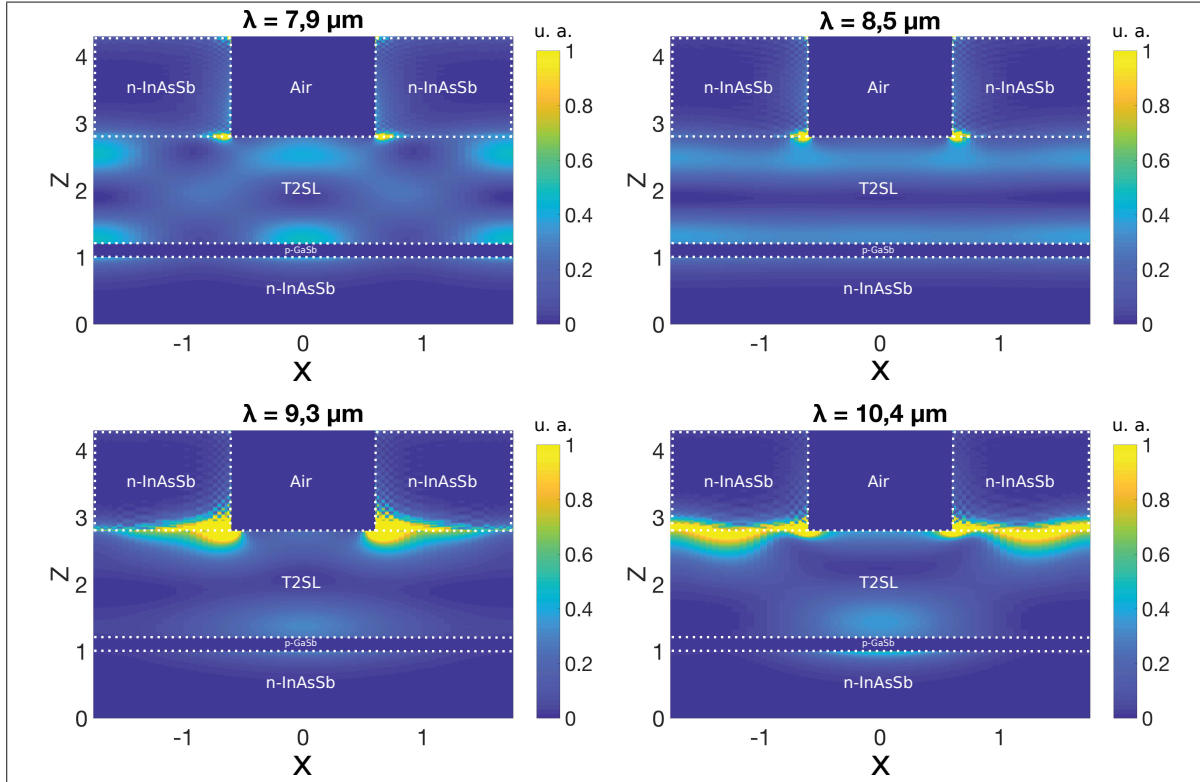 λ = 7,9 µm
u. a.
n-InAsSb Air n-InAsSb
T2SL
p-GaSb
n-InAsSb
Z
4
3
2
1
0
-1 0 1
X
1
0.8
0.6
0.4
0.2
0
λ = 8,5 µm
u. a.
n-InAsSb Air n-InAsSb
T2SL
p-GaSb
n-InAsSb
Z
4
3
2
1
0
-1 0 1
X
1
0.8
0.6
0.4
0.2
0
λ = 9,3 µm
u. a.
n-InAsSb Air n-InAsSb
T2SL
p-GaSb
n-InAsSb
Z
4
3
2
1
0
-1 0 1
X
1
0.8
0.6
0.4
0.2
0
λ = 10,4 µm
u. a.
n-InAsSb Air n-InAsSb
T2SL
p-GaSb
n-InAsSb
Z
4
3
2
1
0
-1 0 1
X
1
0.8
0.6
0.4
0.2
0